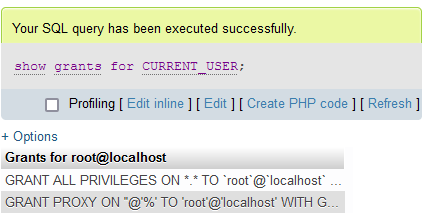 Your SQL query has been executed successfully.
show grants for CURRENT_USER;
Profiling [ Edit inline ] [ Edit ] [ Create PHP code ] [ Refresh ]
+ Options
Grants for root@localhost
GRANT ALL PRIVILEGES ON *.* TO `root`@`localhost` ...
GRANT PROXY ON ''@'%' TO 'root'@'localhost' WITH G...